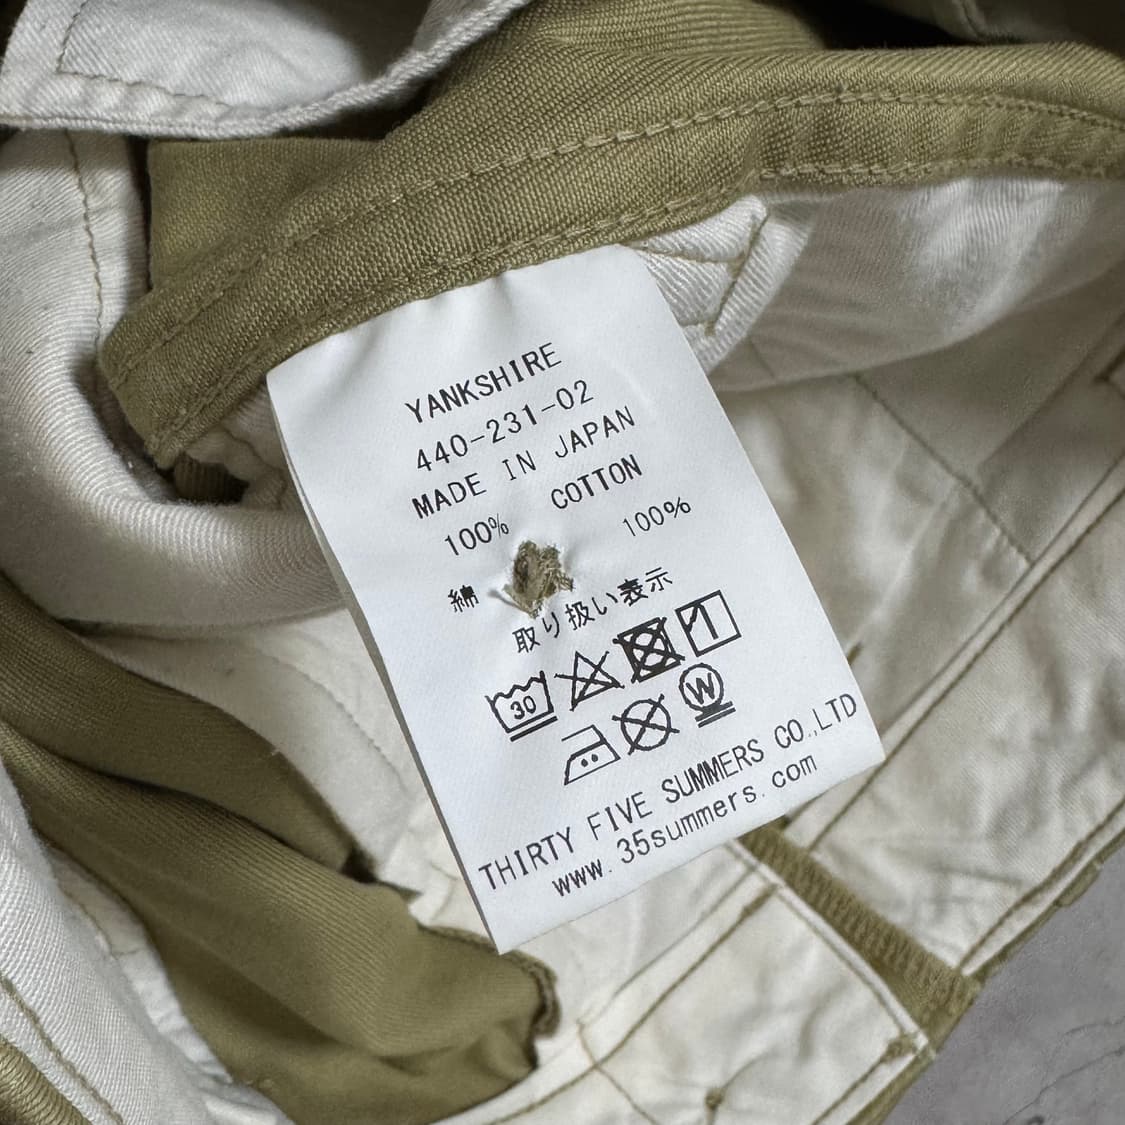 YANKSHIRE
440-231-02
MADE IN JAPAN
100% COTTON
綿 100%
取り扱い表示
30
W
THIRTY FIVE SUMMERS CO.,LTD
www.35summers.com